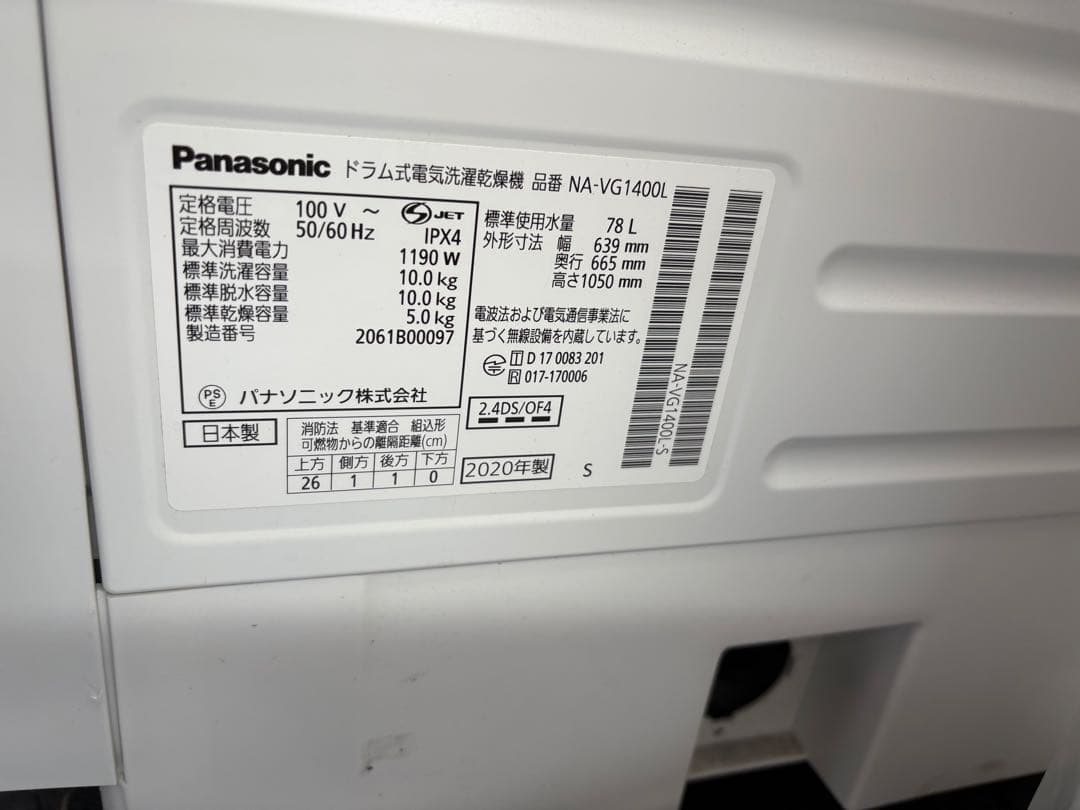 Panasonic ドラム式電気洗濯乾燥機 品番 NA-VG1400L
定格電圧 100 V ～
定格周波数 50/60 Hz
S JET
IPX4
最大消費電力 1190 W
標準洗濯容量 10.0 kg
標準脱水容量 10.0 kg
標準乾燥容量 5.0 kg
製造番号 2061B00097
PS E パナソニック株式会社
標準使用水量 78 L
外形寸法 幅 639 mm
奥行 665 mm
高さ1050 mm
電波法および電気通信事業法に
基づく無線設備を内蔵しています。
T D 17 0083 201
R 017-170006
2.4DS/OF4
日本製
消防法 基準適合 組込形
可燃物からの離隔距離(cm)
上方 側方 後方 下方
26 1 1 0
2020年製
S
NA-VG1400L-S